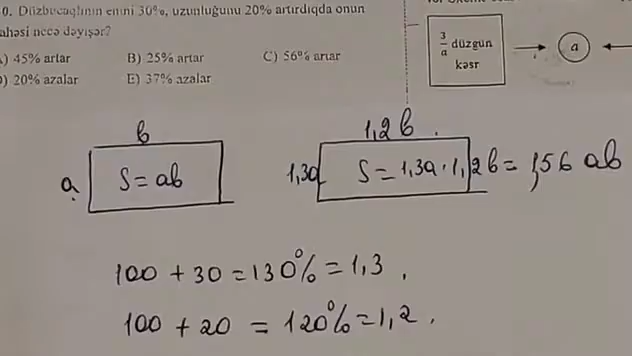 0. Düzbucaqlının enini 30%, uzunluğunu 20% artırdıqda onun
ahəsi necə dəyişər?
) 45% artar B) 25% artar C) 56% artar
) 20% azalar E) 37% azalar
3/a düzgün kəsr
a
b
a S = ab
1,2b
1,3a S = 1,3a · 1,2b = 1,56 ab
100 + 30 = 130% = 1,3
100 + 20 = 120% = 1,2